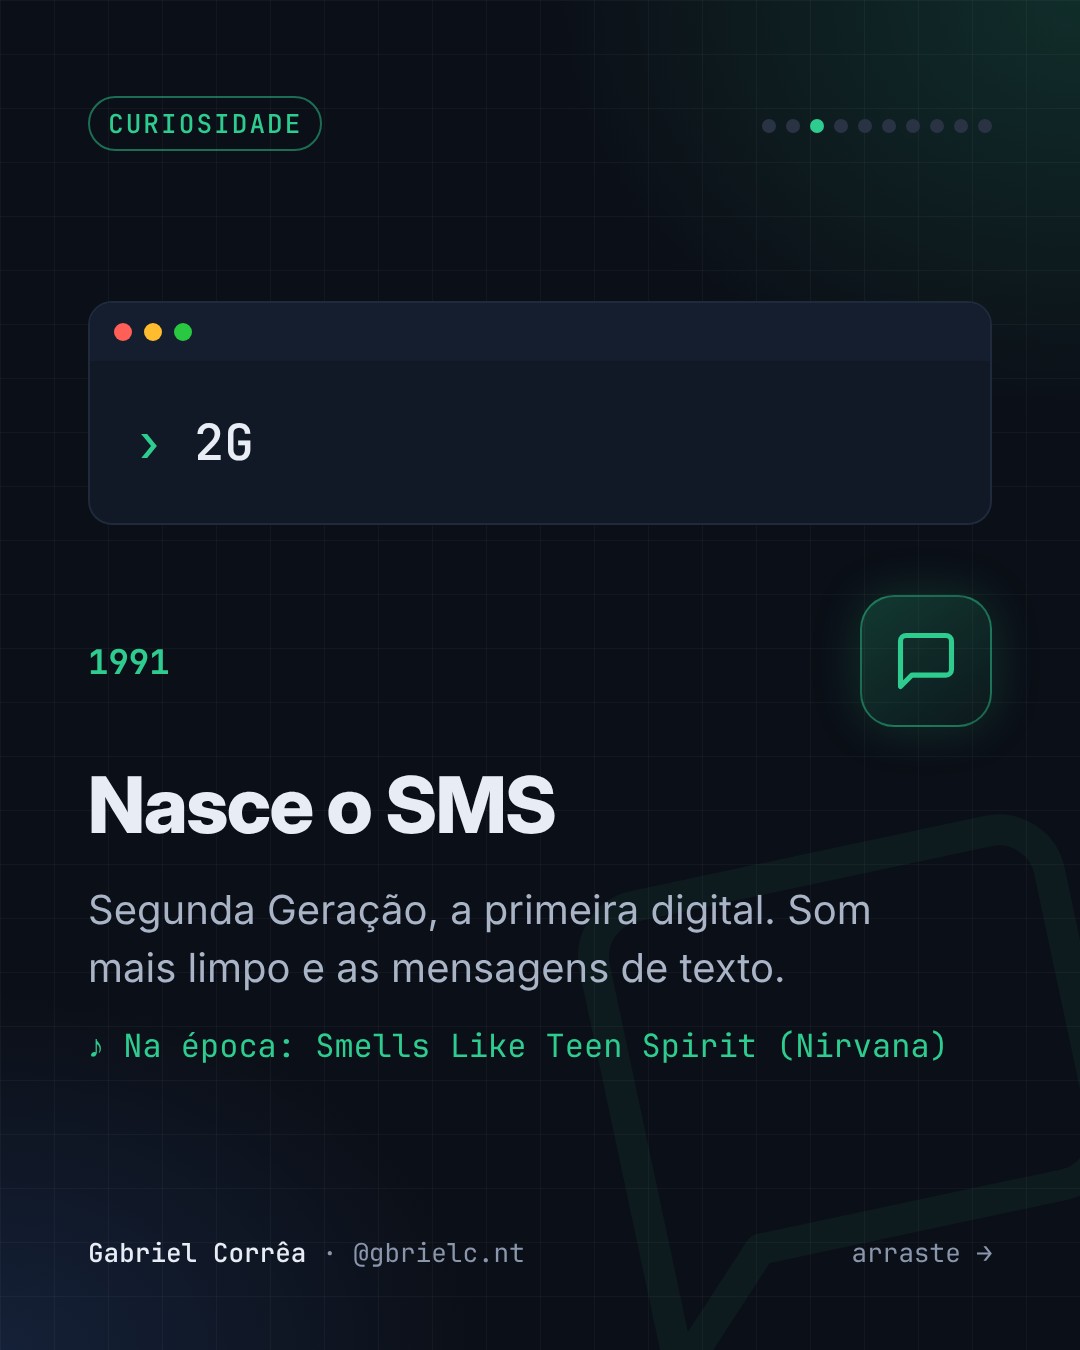 CURIOSIDADE
› 2G
1991
Nasce o SMS
Segunda Geração, a primeira digital. Som
mais limpo e as mensagens de texto.
♪ Na época: Smells Like Teen Spirit (Nirvana)
Gabriel Corrêa · @gbrielc.nt
arraste →